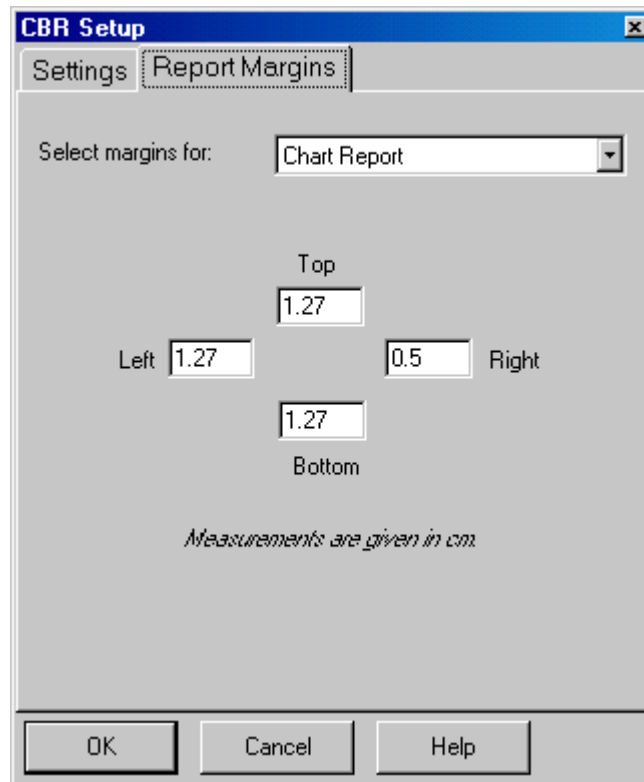 CBR Setup
Settings
Report Margins
Select margins for:
Chart Report
Top
1.27
Left
1.27
0.5
Right
1.27
Bottom
Measurements are given in cm.
OK
Cancel
Help